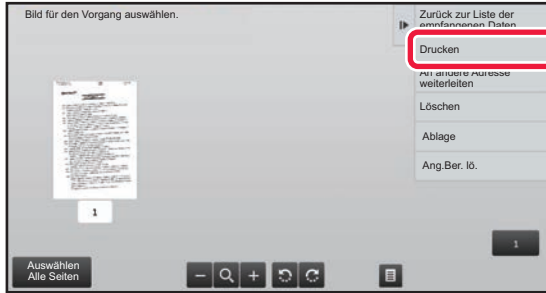 Bild für den Vorgang auswählen.
Zurück zur Liste der
empfangenen Daten
Drucken
An andere Adresse
weiterleiten
Löschen
Ablage
Ang.Ber. lö.
1
1
Auswählen
Alle Seiten